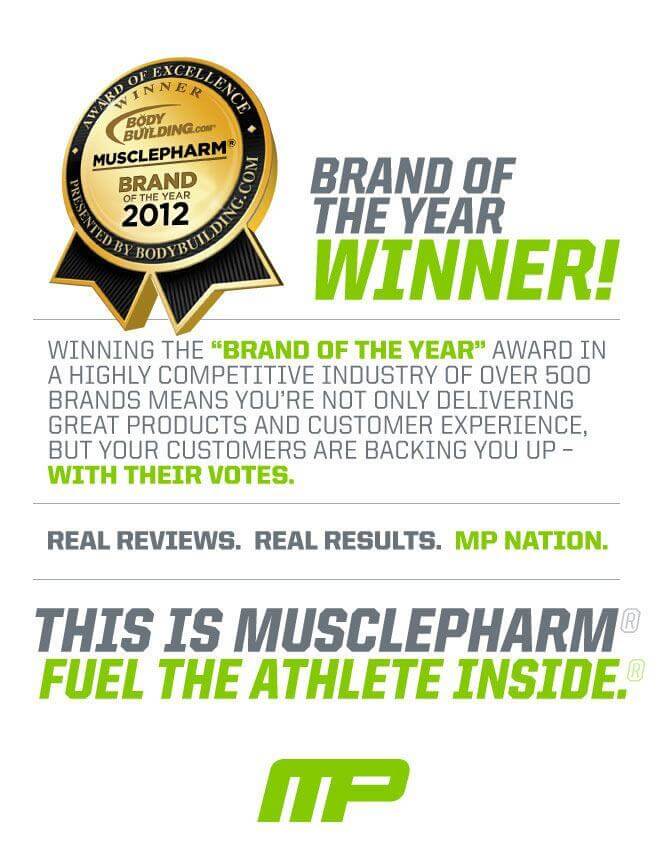 AWARD OF EXCELLENCE
WINNER
BODY
BUILDING.COM
MUSCLEPHARM®
BRAND
OF THE YEAR
2012
PRESENTED BY BODYBUILDING.COM
BRAND OF
THE YEAR
WINNER!
WINNING THE “BRAND OF THE YEAR” AWARD IN
A HIGHLY COMPETITIVE INDUSTRY OF OVER 500
BRANDS MEANS YOU’RE NOT ONLY DELIVERING
GREAT PRODUCTS AND CUSTOMER EXPERIENCE,
BUT YOUR CUSTOMERS ARE BACKING YOU UP –
WITH THEIR VOTES.
REAL REVIEWS. REAL RESULTS. MP NATION.
THIS IS MUSCLEPHARM®
FUEL THE ATHLETE INSIDE.®
MP